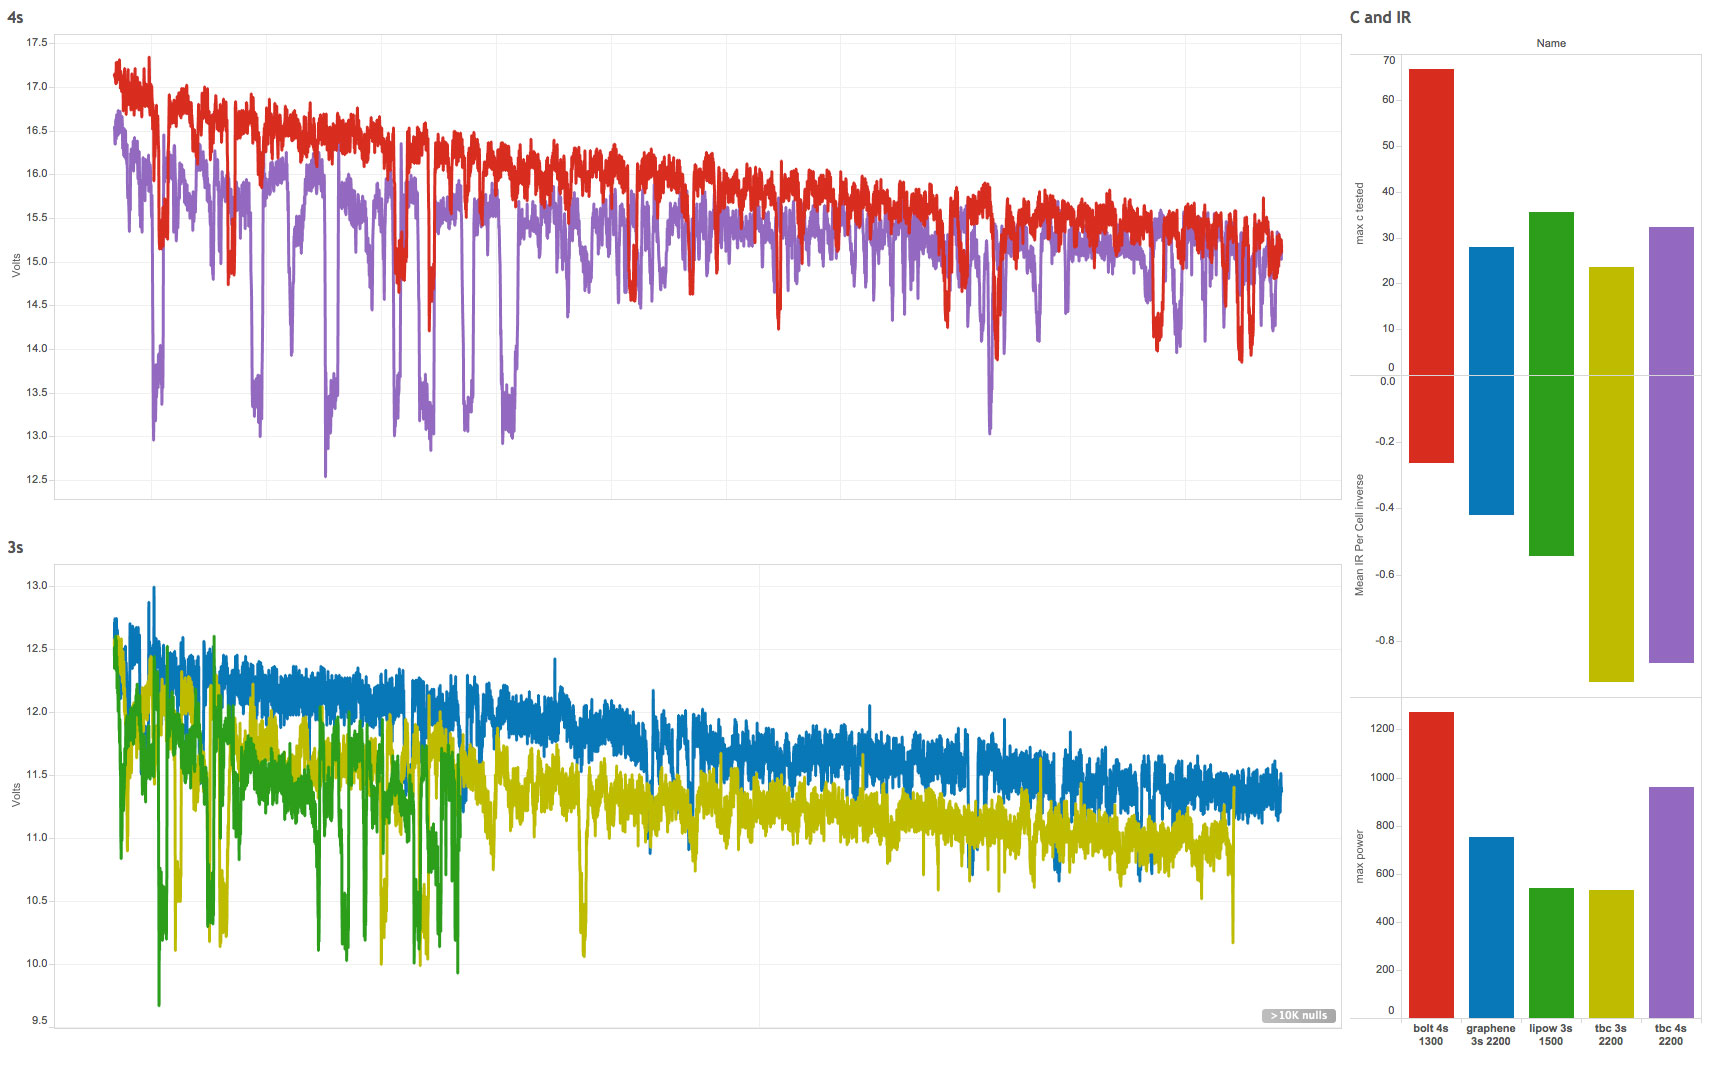 4s
17.5
17.0
16.5
16.0
15.5
15.0
14.5
14.0
13.5
13.0
12.5
Volts
3s
13.0
12.5
12.0
11.5
11.0
10.5
10.0
9.5
Volts
>10K nulls
C and IR
Name
70
60
50
40
30
20
10
0
max c tested
0.0
-0.2
-0.4
-0.6
-0.8
Mean IR Per Cell inverse
1200
1000
800
600
400
200
0
max power
bolt 4s
1300
graphene
3s 2200
lipow 3s
1500
tbc 3s
2200
tbc 4s
2200